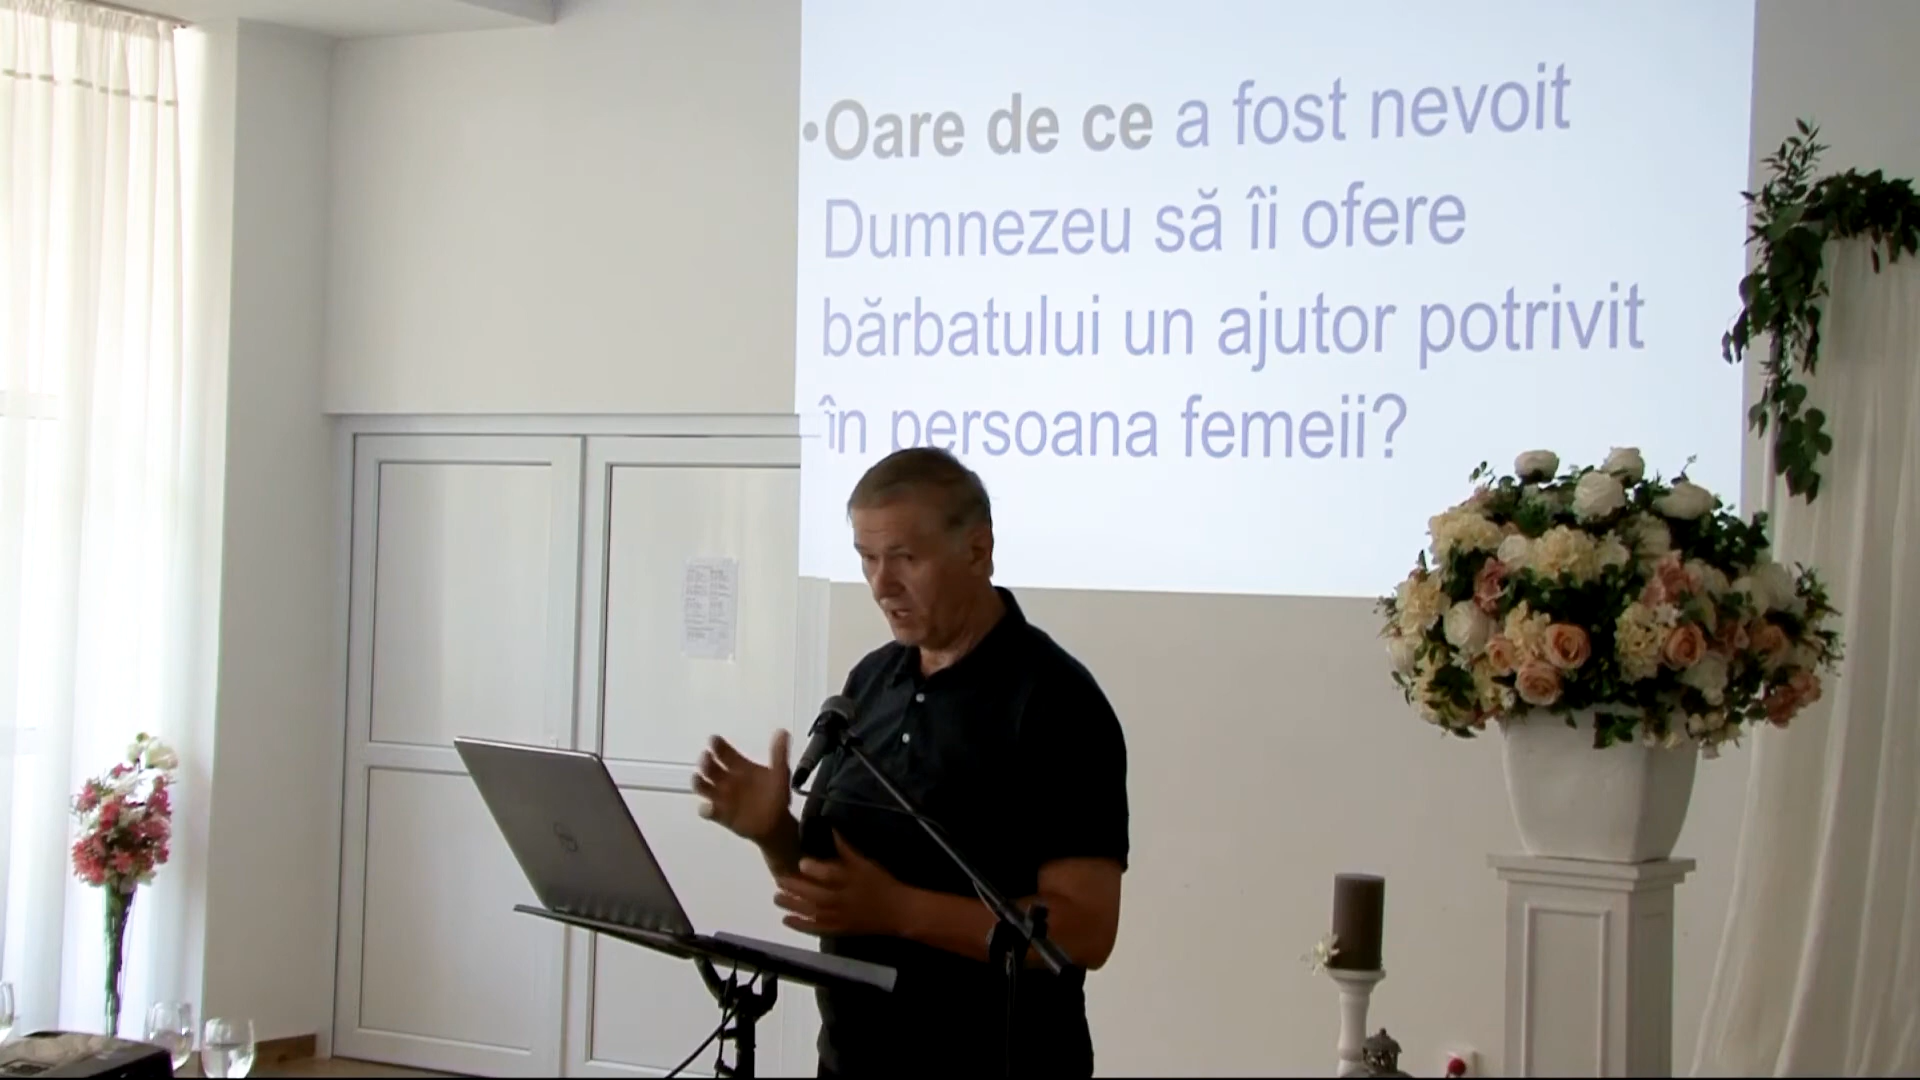 •Oare de ce a fost nevoit
Dumnezeu să îi ofere
bărbatului un ajutor potrivit
în persoana femeii?